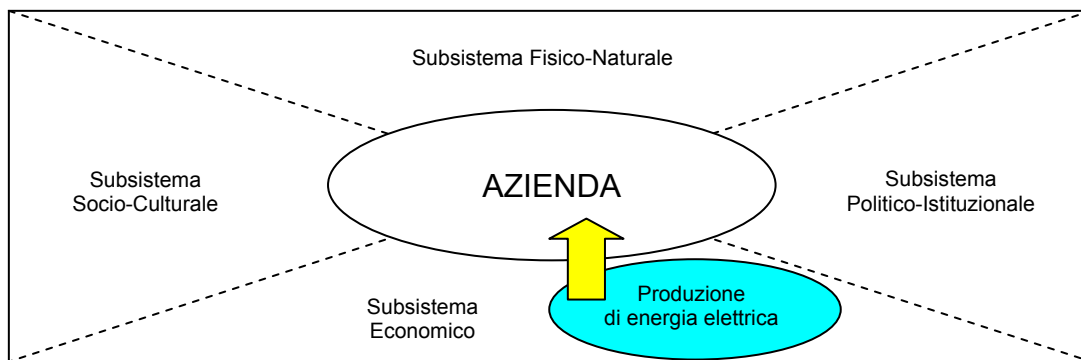 Subsistema Fisico-Naturale
Subsistema
Socio-Culturale
AZIENDA
Subsistema
Politico-Istituzionale
Subsistema
Economico
Produzione
di energia elettrica